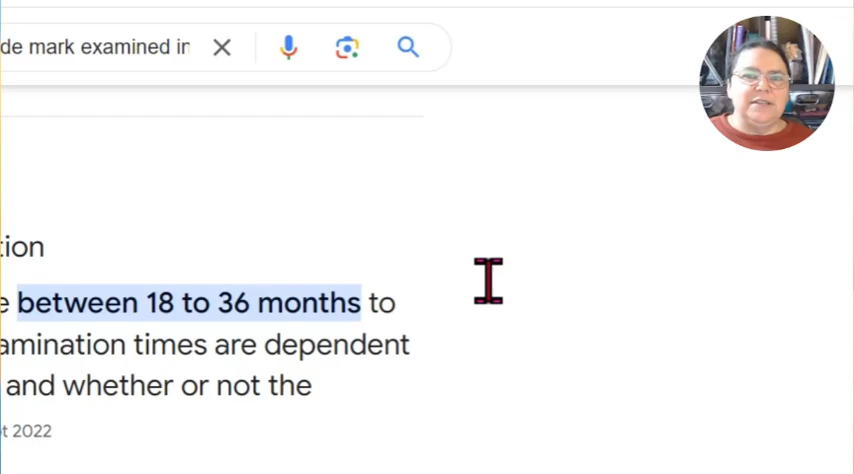 de mark examined in
tion
e between 18 to 36 months to
amination times are dependent
and whether or not the
t 2022